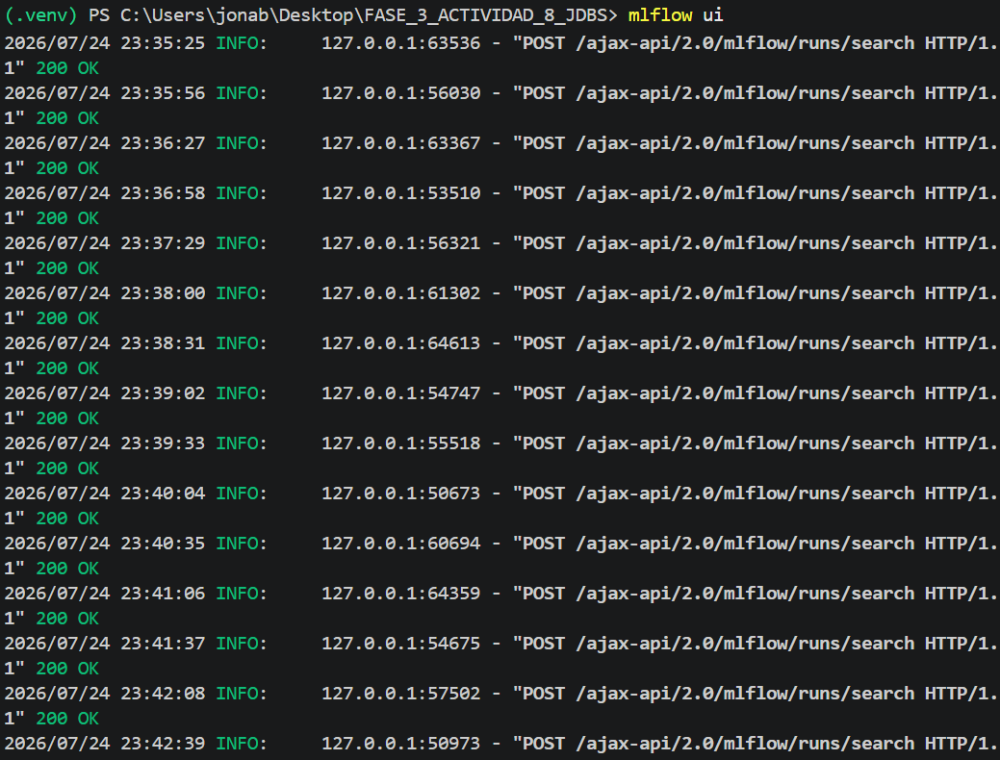 (.venv) PS C:\Users\jonab\Desktop\FASE_3_ACTIVIDAD_8_JDBS> mlflow ui
2026/07/24 23:35:25 INFO:     127.0.0.1:63536 - "POST /ajax-api/2.0/mlflow/runs/search HTTP/1.
1" 200 OK
2026/07/24 23:35:56 INFO:     127.0.0.1:56030 - "POST /ajax-api/2.0/mlflow/runs/search HTTP/1.
1" 200 OK
2026/07/24 23:36:27 INFO:     127.0.0.1:63367 - "POST /ajax-api/2.0/mlflow/runs/search HTTP/1.
1" 200 OK
2026/07/24 23:36:58 INFO:     127.0.0.1:53510 - "POST /ajax-api/2.0/mlflow/runs/search HTTP/1.
1" 200 OK
2026/07/24 23:37:29 INFO:     127.0.0.1:56321 - "POST /ajax-api/2.0/mlflow/runs/search HTTP/1.
1" 200 OK
2026/07/24 23:38:00 INFO:     127.0.0.1:61302 - "POST /ajax-api/2.0/mlflow/runs/search HTTP/1.
1" 200 OK
2026/07/24 23:38:31 INFO:     127.0.0.1:64613 - "POST /ajax-api/2.0/mlflow/runs/search HTTP/1.
1" 200 OK
2026/07/24 23:39:02 INFO:     127.0.0.1:54747 - "POST /ajax-api/2.0/mlflow/runs/search HTTP/1.
1" 200 OK
2026/07/24 23:39:33 INFO:     127.0.0.1:55518 - "POST /ajax-api/2.0/mlflow/runs/search HTTP/1.
1" 200 OK
2026/07/24 23:40:04 INFO:     127.0.0.1:50673 - "POST /ajax-api/2.0/mlflow/runs/search HTTP/1.
1" 200 OK
2026/07/24 23:40:35 INFO:     127.0.0.1:60694 - "POST /ajax-api/2.0/mlflow/runs/search HTTP/1.
1" 200 OK
2026/07/24 23:41:06 INFO:     127.0.0.1:64359 - "POST /ajax-api/2.0/mlflow/runs/search HTTP/1.
1" 200 OK
2026/07/24 23:41:37 INFO:     127.0.0.1:54675 - "POST /ajax-api/2.0/mlflow/runs/search HTTP/1.
1" 200 OK
2026/07/24 23:42:08 INFO:     127.0.0.1:57502 - "POST /ajax-api/2.0/mlflow/runs/search HTTP/1.
1" 200 OK
2026/07/24 23:42:39 INFO:     127.0.0.1:50973 - "POST /ajax-api/2.0/mlflow/runs/search HTTP/1.